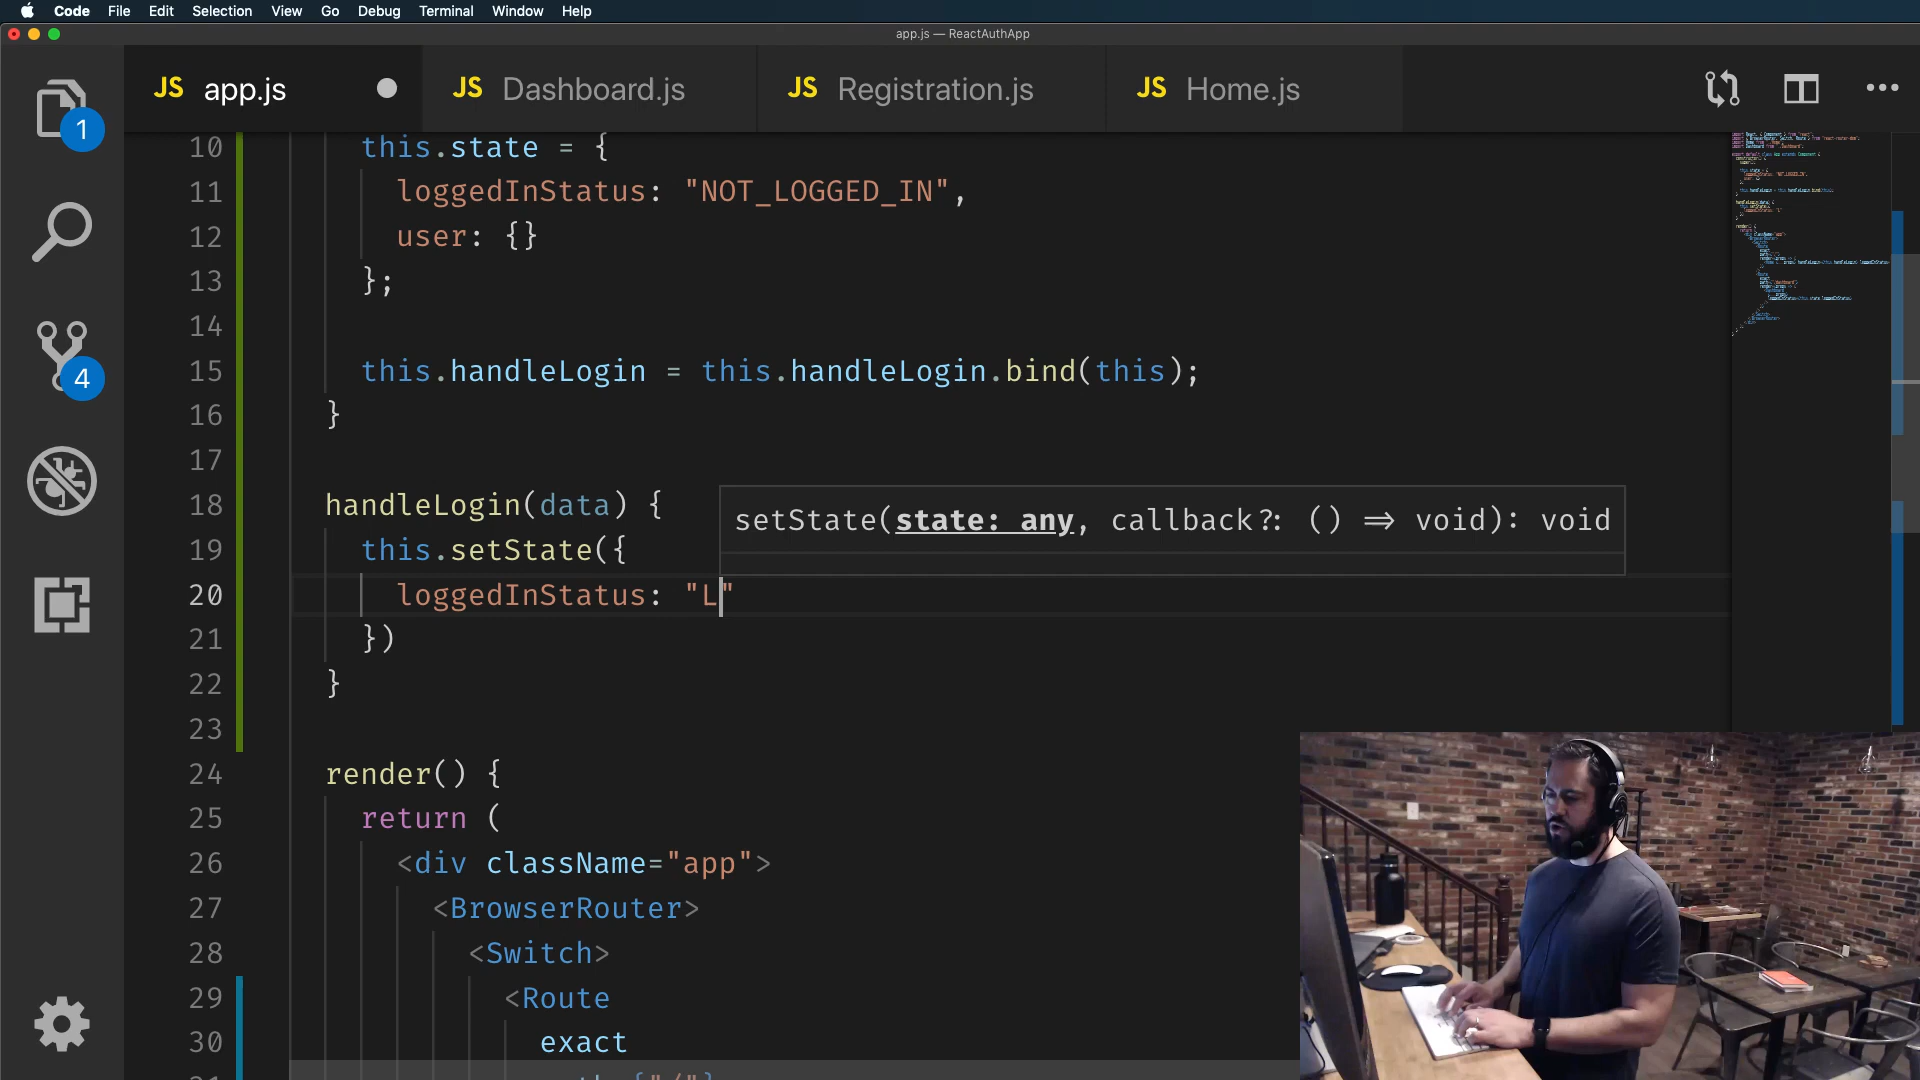 Code File Edit Selection View Go Debug Terminal Window Help
app.js — ReactAuthApp
JS app.js JS Dashboard.js JS Registration.js JS Home.js
1
4
10 this.state = {
11 loggedInStatus: "NOT_LOGGED_IN",
12 user: {}
13 };
14
15 this.handleLogin = this.handleLogin.bind(this);
16 }
17
18 handleLogin(data) {
setState(state: any, callback?: () => void): void
19 this.setState({
20 loggedInStatus: "L"
21 })
22 }
23
24 render() {
25 return (
26 <div className="app">
27 <BrowserRouter>
28 <Switch>
29 <Route
30 exact